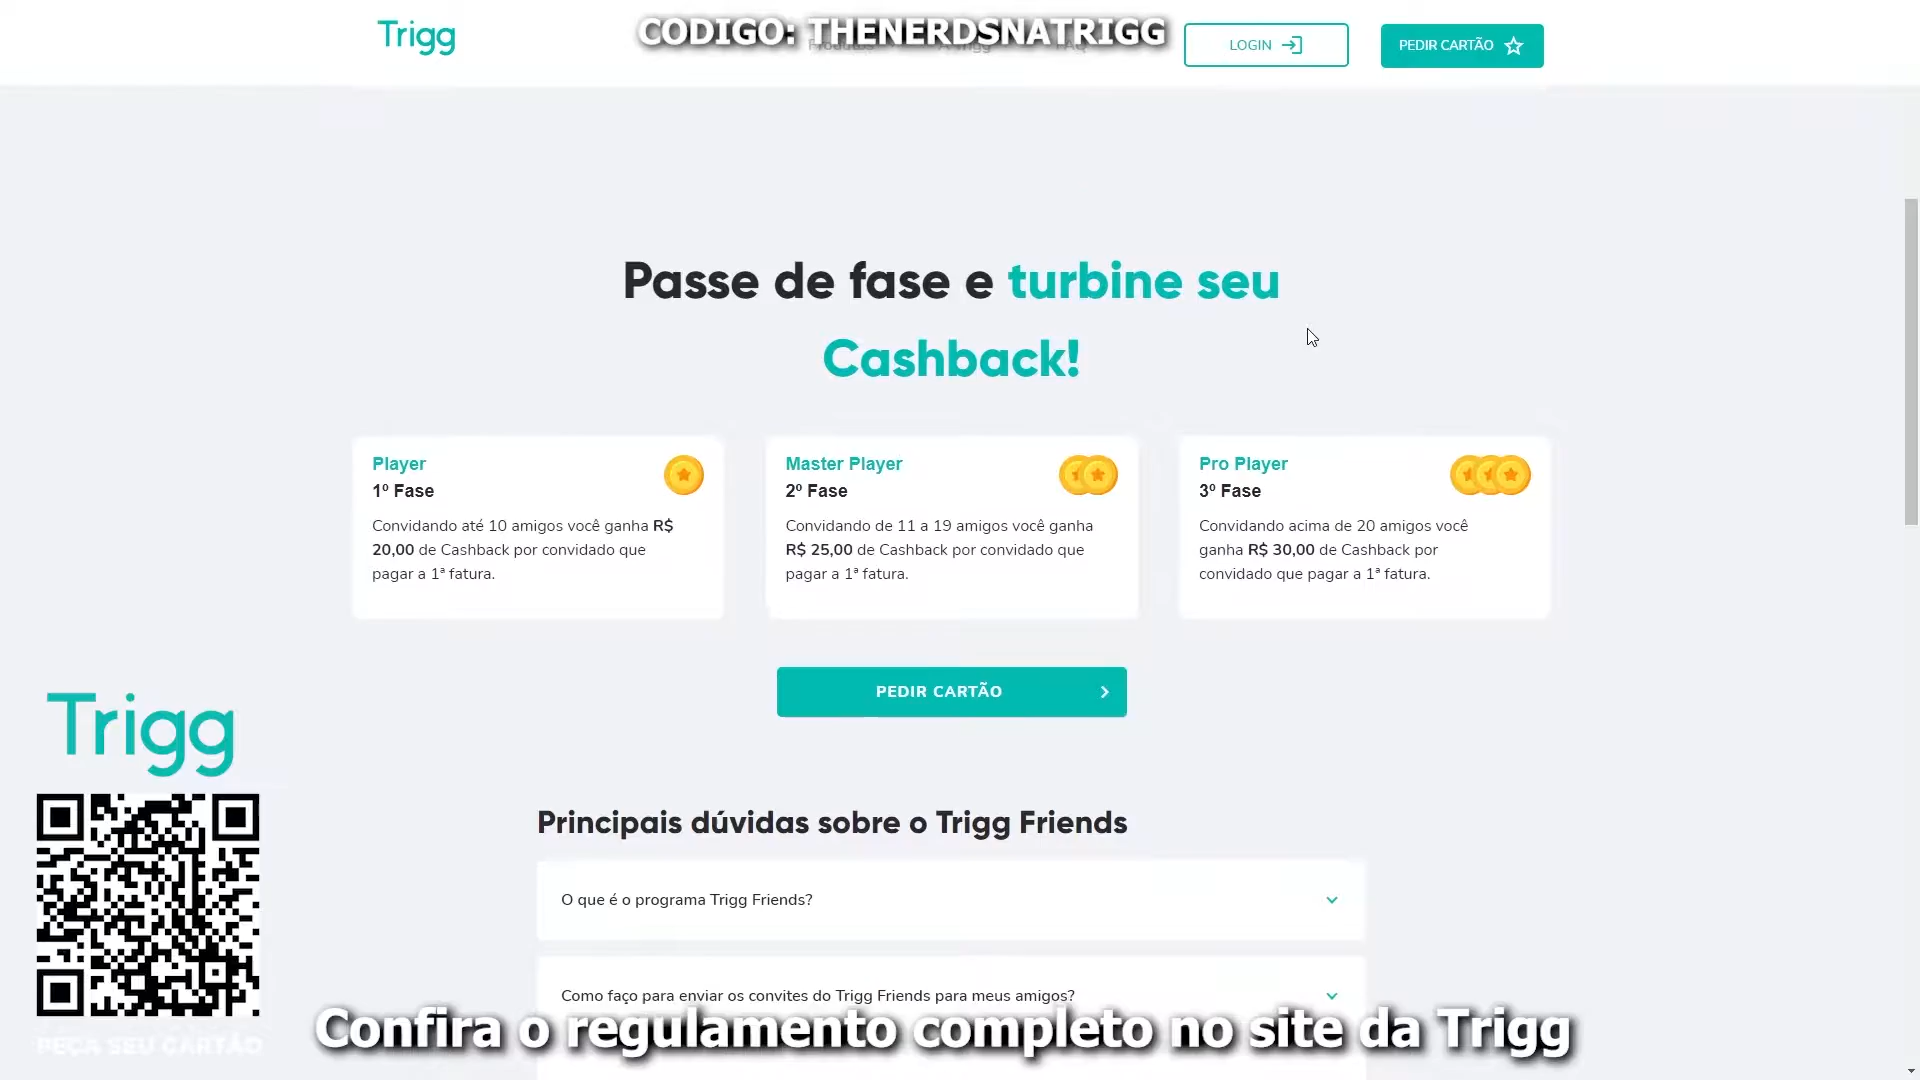 Trigg
CODIGO: THENERDSNATRIGG
LOGIN
PEDIR CARTÃO
Passe de fase e turbine seu
Cashback!
Player
1º Fase
Convidando até 10 amigos você ganha R$
20,00 de Cashback por convidado que
pagar a 1ª fatura.
Master Player
2º Fase
Convidando de 11 a 19 amigos você ganha
R$ 25,00 de Cashback por convidado que
pagar a 1ª fatura.
Pro Player
3º Fase
Convidando acima de 20 amigos você
ganha R$ 30,00 de Cashback por
convidado que pagar a 1ª fatura.
PEDIR CARTÃO
Trigg
Principais dúvidas sobre o Trigg Friends
O que é o programa Trigg Friends?
Como faço para enviar os convites do Trigg Friends para meus amigos?
PEÇA SEU CARTÃO
Confira o regulamento completo no site da Trigg